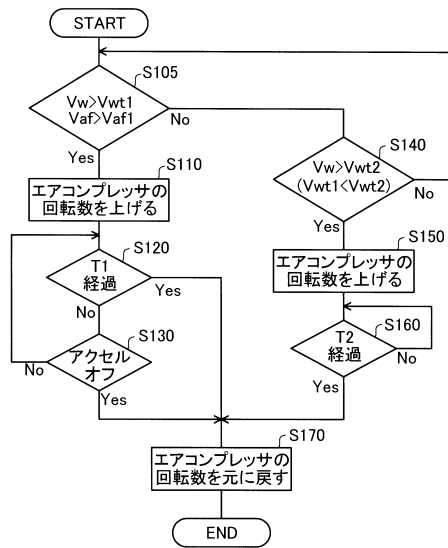 START
S105
Vw>Vwt1
Vaf>Vaf1
No
Yes
S110
エアコンプレッサの
回転数を上げる
S120
T1
経過
Yes
No
S130
アクセル
オフ
No
Yes
S140
Vw>Vwt2
(Vwt1<Vwt2)
No
Yes
S150
エアコンプレッサの
回転数を上げる
S160
T2
経過
No
Yes
S170
エアコンプレッサの
回転数を元に戻す
END